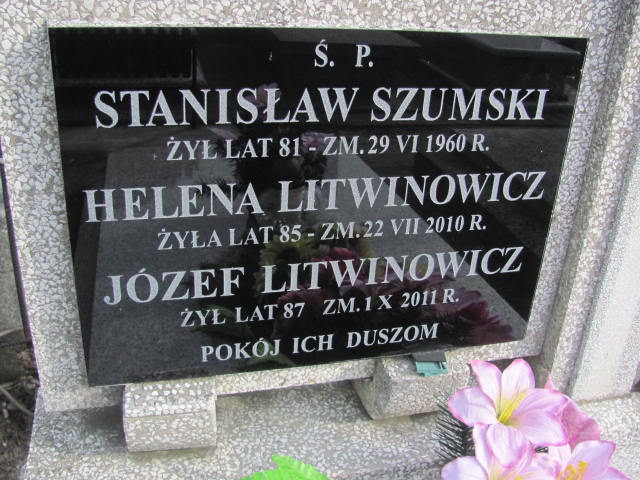 Ś. P.
STANISŁAW SZUMSKI
ŻYŁ LAT 81 - ZM. 29 VI 1960 R.
HELENA LITWINOWICZ
ŻYŁA LAT 85 - ZM. 22 VII 2010 R.
JÓZEF LITWINOWICZ
ŻYŁ LAT 87 ZM. 1 X 2011 R.
POKÓJ ICH DUSZOM